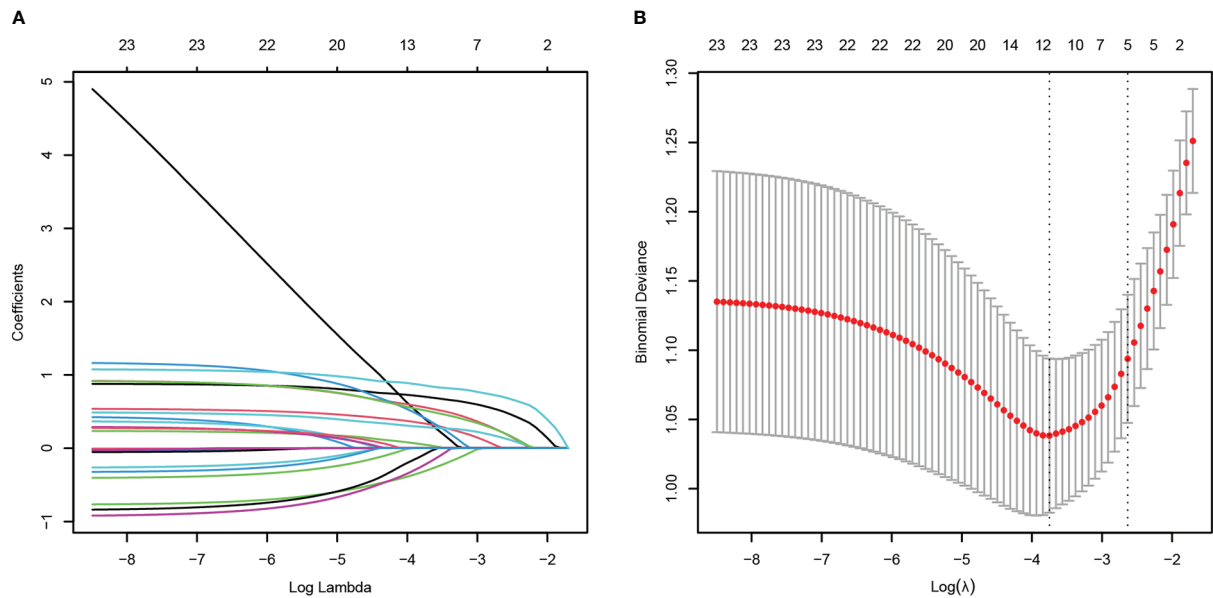 A
23 23 22 20 13 7 2
5
4
3
2
1
0
−1
Coefficients
−8 −7 −6 −5 −4 −3 −2
Log Lambda
B
23 23 23 23 22 22 22 20 20 14 12 10 7 5 5 2
1.30
1.25
1.20
1.15
1.10
1.05
1.00
Binomial Deviance
−8 −7 −6 −5 −4 −3 −2
Log(λ)